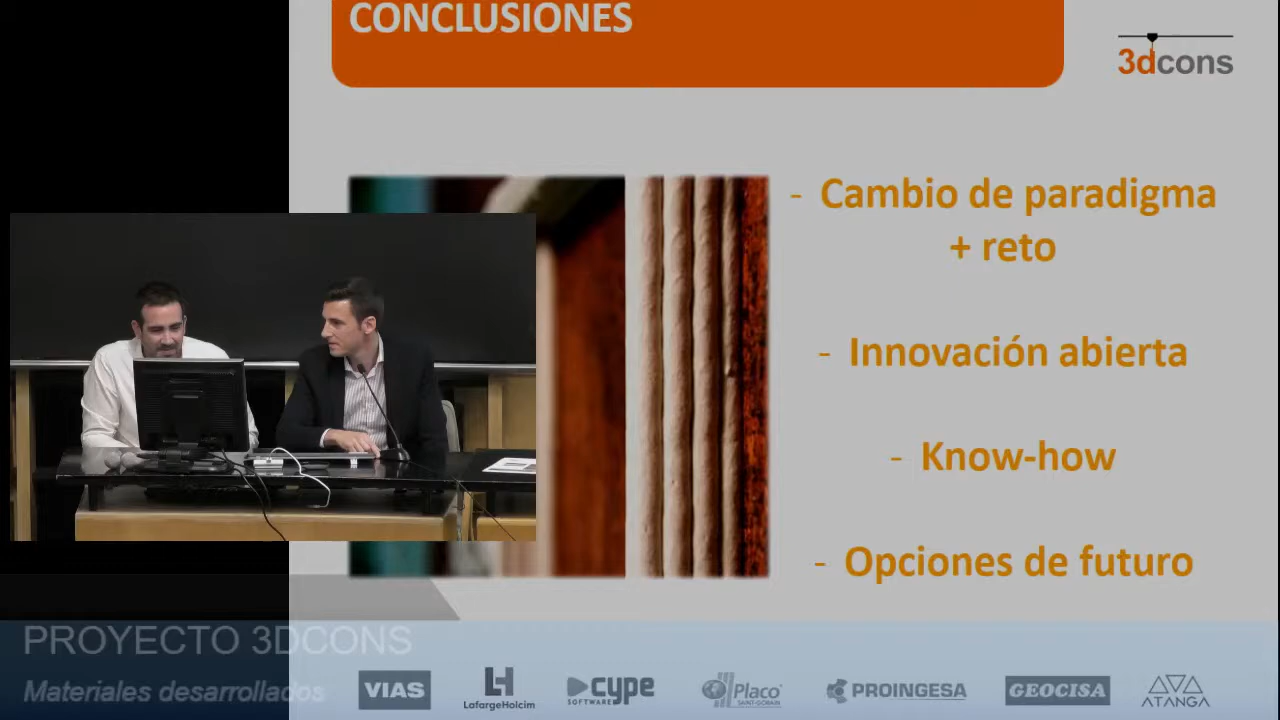 CONCLUSIONES
3dcons
- Cambio de paradigma
+ reto
- Innovación abierta
- Know-how
- Opciones de futuro
PROYECTO 3DCONS
Materiales desarrollados
VIAS
LafargeHolcim
cype
SOFTWARE
Placo
SAINT-GOBAIN
PROINGESA
GEOCISA
ATANGA